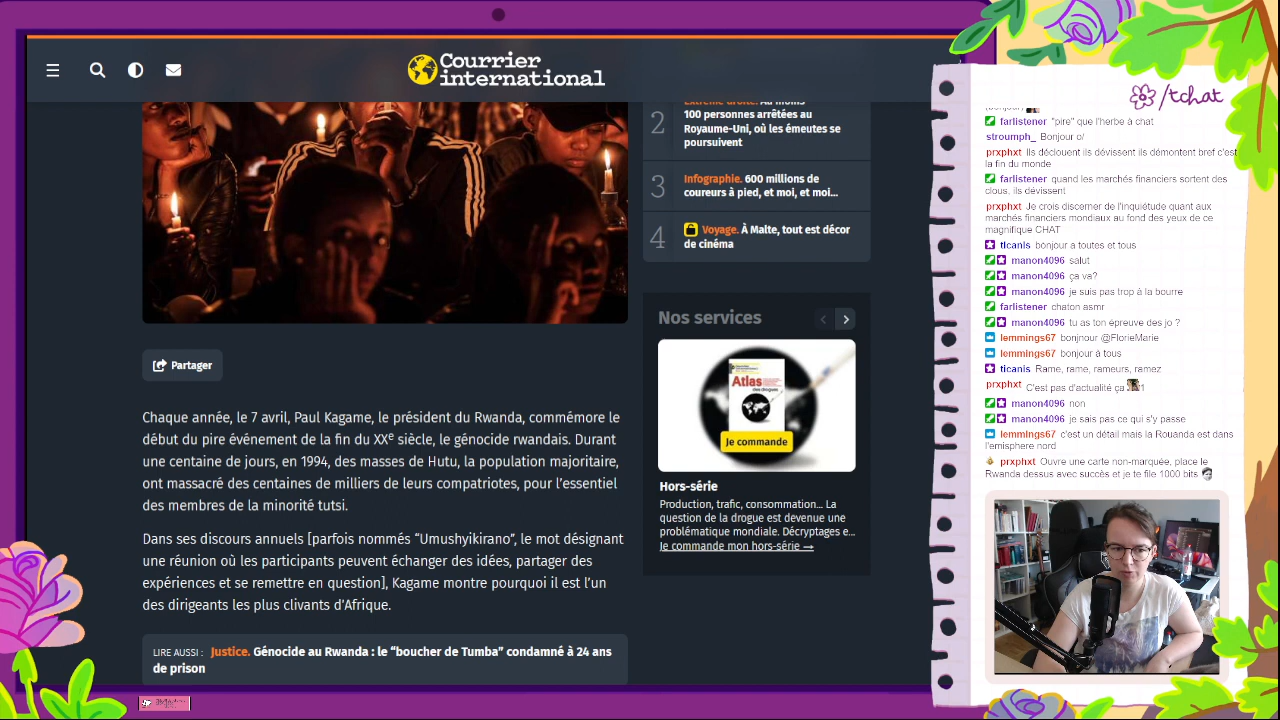 Courrier
international
Extrême droite. Au moins
2 100 personnes arrêtées au
Royaume-Uni, où les émeutes se
poursuivent
3 Infographie. 600 millions de
coureurs à pied, et moi, et moi…
4 Voyage. À Malte, tout est décor
de cinéma
Nos services
Atlas
des drogues
Je commande
Hors-série
Production, trafic, consommation… La
question de la drogue est devenue une
problématique mondiale. Décryptages e…
Je commande mon hors-série →
Partager
Chaque année, le 7 avril, Paul Kagame, le président du Rwanda, commémore le
début du pire événement de la fin du XXe siècle, le génocide rwandais. Durant
une centaine de jours, en 1994, des masses de Hutu, la population majoritaire,
ont massacré des centaines de milliers de leurs compatriotes, pour l’essentiel
des membres de la minorité tutsi.
Dans ses discours annuels [parfois nommés “Umushyikirano”, le mot désignant
une réunion où les participants peuvent échanger des idées, partager des
expériences et se remettre en question], Kagame montre pourquoi il est l’un
des dirigeants les plus clivants d’Afrique.
LIRE AUSSI : Justice. Génocide au Rwanda : le “boucher de Tumba” condamné à 24 ans
de prison
/tchat
farlistener "pire" que l'herbe à chat
stroumph_ Bonjour o/
prxphxt Ils déclouent ils dévissent ils démontent bref c'est
la fin du monde
farlistener quand les marchés financiers sortent des
clous, ils dévissent
prxphxt Je crois discerner de l'inquiétude quant aux
marchés financiers mondiaux au fond des yeux de ce
magnifique CHAT
ticanis bonjour a toutes et tous
manon4096 salut
manon4096 ça va?
manon4096 je suis pas trop à la bourre
farlistener chaton asmr
manon4096 tu as ton épreuve des jo ?
lemmings67 bonjnour @FlorieMarie
lemmings67 bonjour à tous
ticanis Rame, rame, rameurs, ramez
prxphxt C'est pas d'actualité ça 1
manon4096 non
manon4096 je sais pas ce qui s'y passe
lemmings67 c'est un détail mais la Rouanda est dans
l'emisphere nord
prxphxt Ouvre une carte non-marquée, place le
Rwanda dessus avec succès et je te file 1000 bits